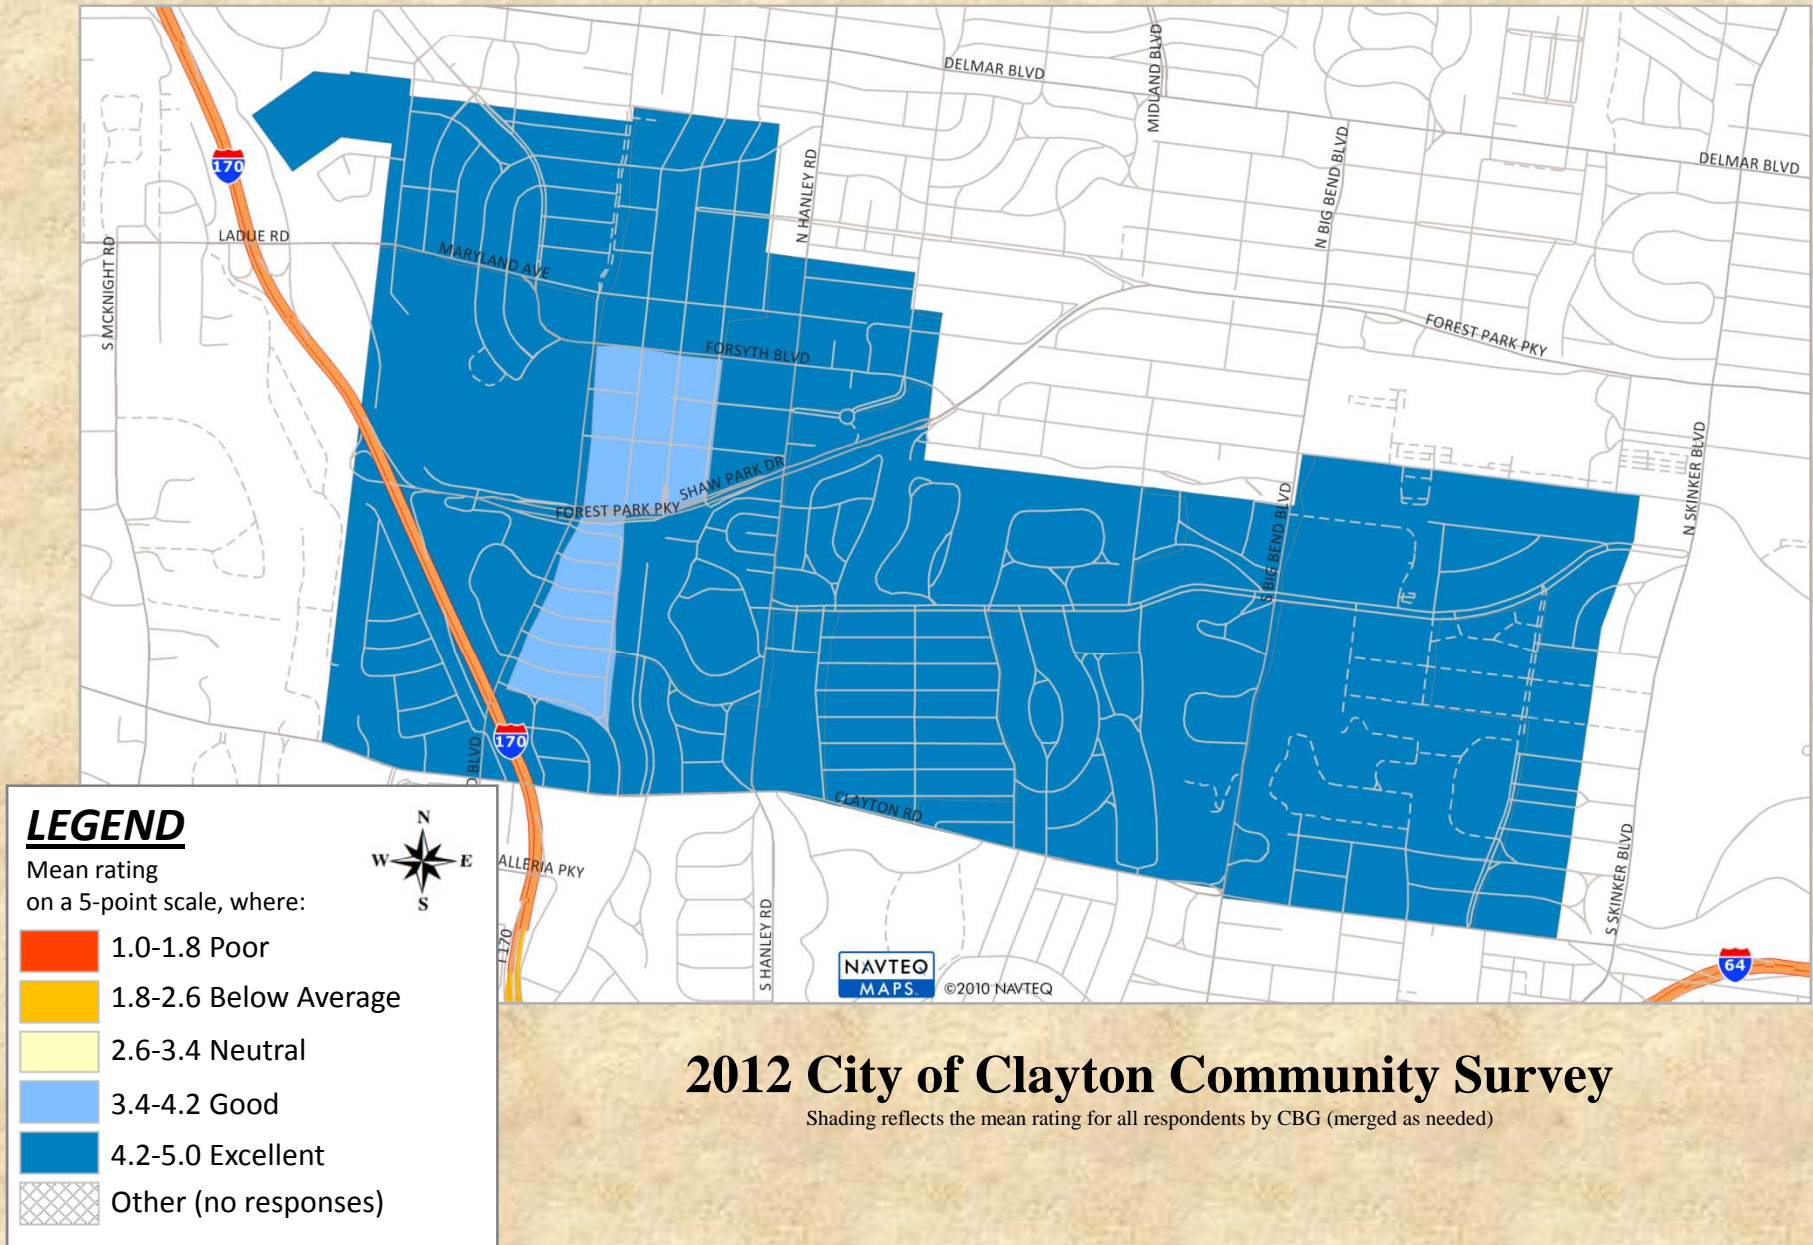 DELMAR BLVD
MIDLAND BLVD
N BIG BEND BLVD
DELMAR BLVD
170
N HANLEY RD
LADUE RD
S MCKNIGHT RD
MARYLAND AVE
FORSYTH BLVD
FOREST PARK PKY
SHAW PARK DR
FOREST PARK PKY
N SKINKER BLVD
S BIG BEND BLVD
170
D BLVD
CLAYTON RD
ALLERIA PKY
I 170
S HANLEY RD
S SKINKER BLVD
64
NAVTEQ
MAPS.
©2010 NAVTEQ
LEGEND
N
W E
S
Mean rating
on a 5-point scale, where:
1.0-1.8 Poor
1.8-2.6 Below Average
2.6-3.4 Neutral
3.4-4.2 Good
4.2-5.0 Excellent
Other (no responses)
2012 City of Clayton Community Survey
Shading reflects the mean rating for all respondents by CBG (merged as needed)